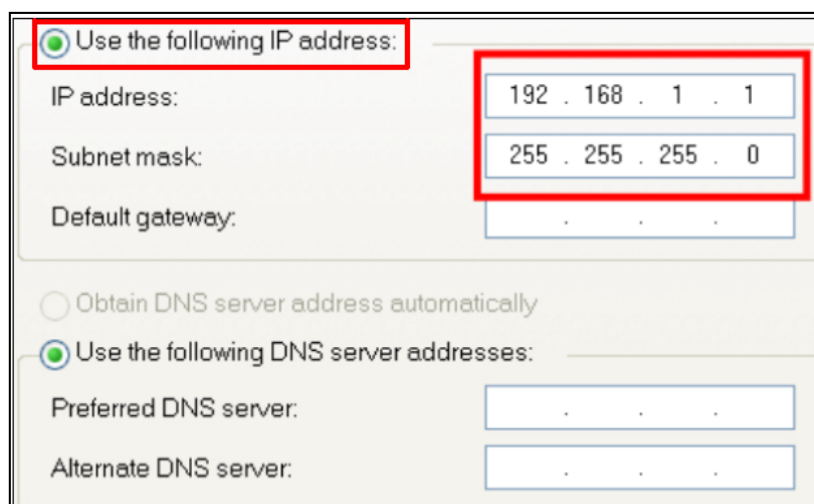 Use the following IP address:
IP address: 192 . 168 . 1 . 1
Subnet mask: 255 . 255 . 255 . 0
Default gateway: . . .
Obtain DNS server address automatically
Use the following DNS server addresses:
Preferred DNS server: . . .
Alternate DNS server: . . .